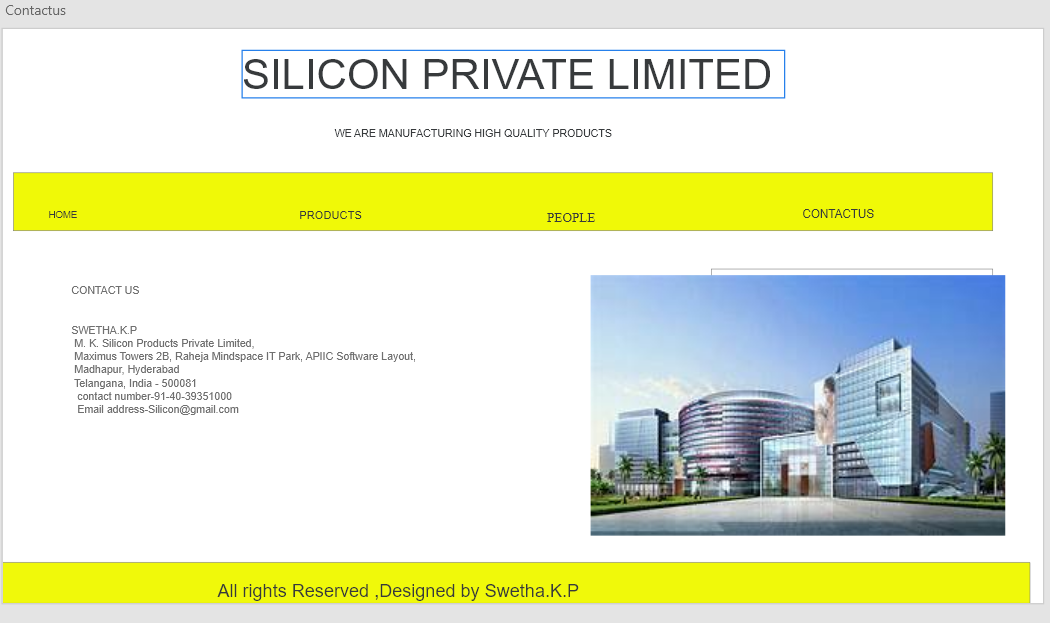 Contactus
SILICON PRIVATE LIMITED
WE ARE MANUFACTURING HIGH QUALITY PRODUCTS
HOME
PRODUCTS
PEOPLE
CONTACTUS
CONTACT US
SWETHA.K.P
M. K. Silicon Products Private Limited,
Maximus Towers 2B, Raheja Mindspace IT Park, APIIC Software Layout,
Madhapur, Hyderabad
Telangana, India - 500081
contact number-91-40-39351000
Email address-Silicon@gmail.com
All rights Reserved ,Designed by Swetha.K.P